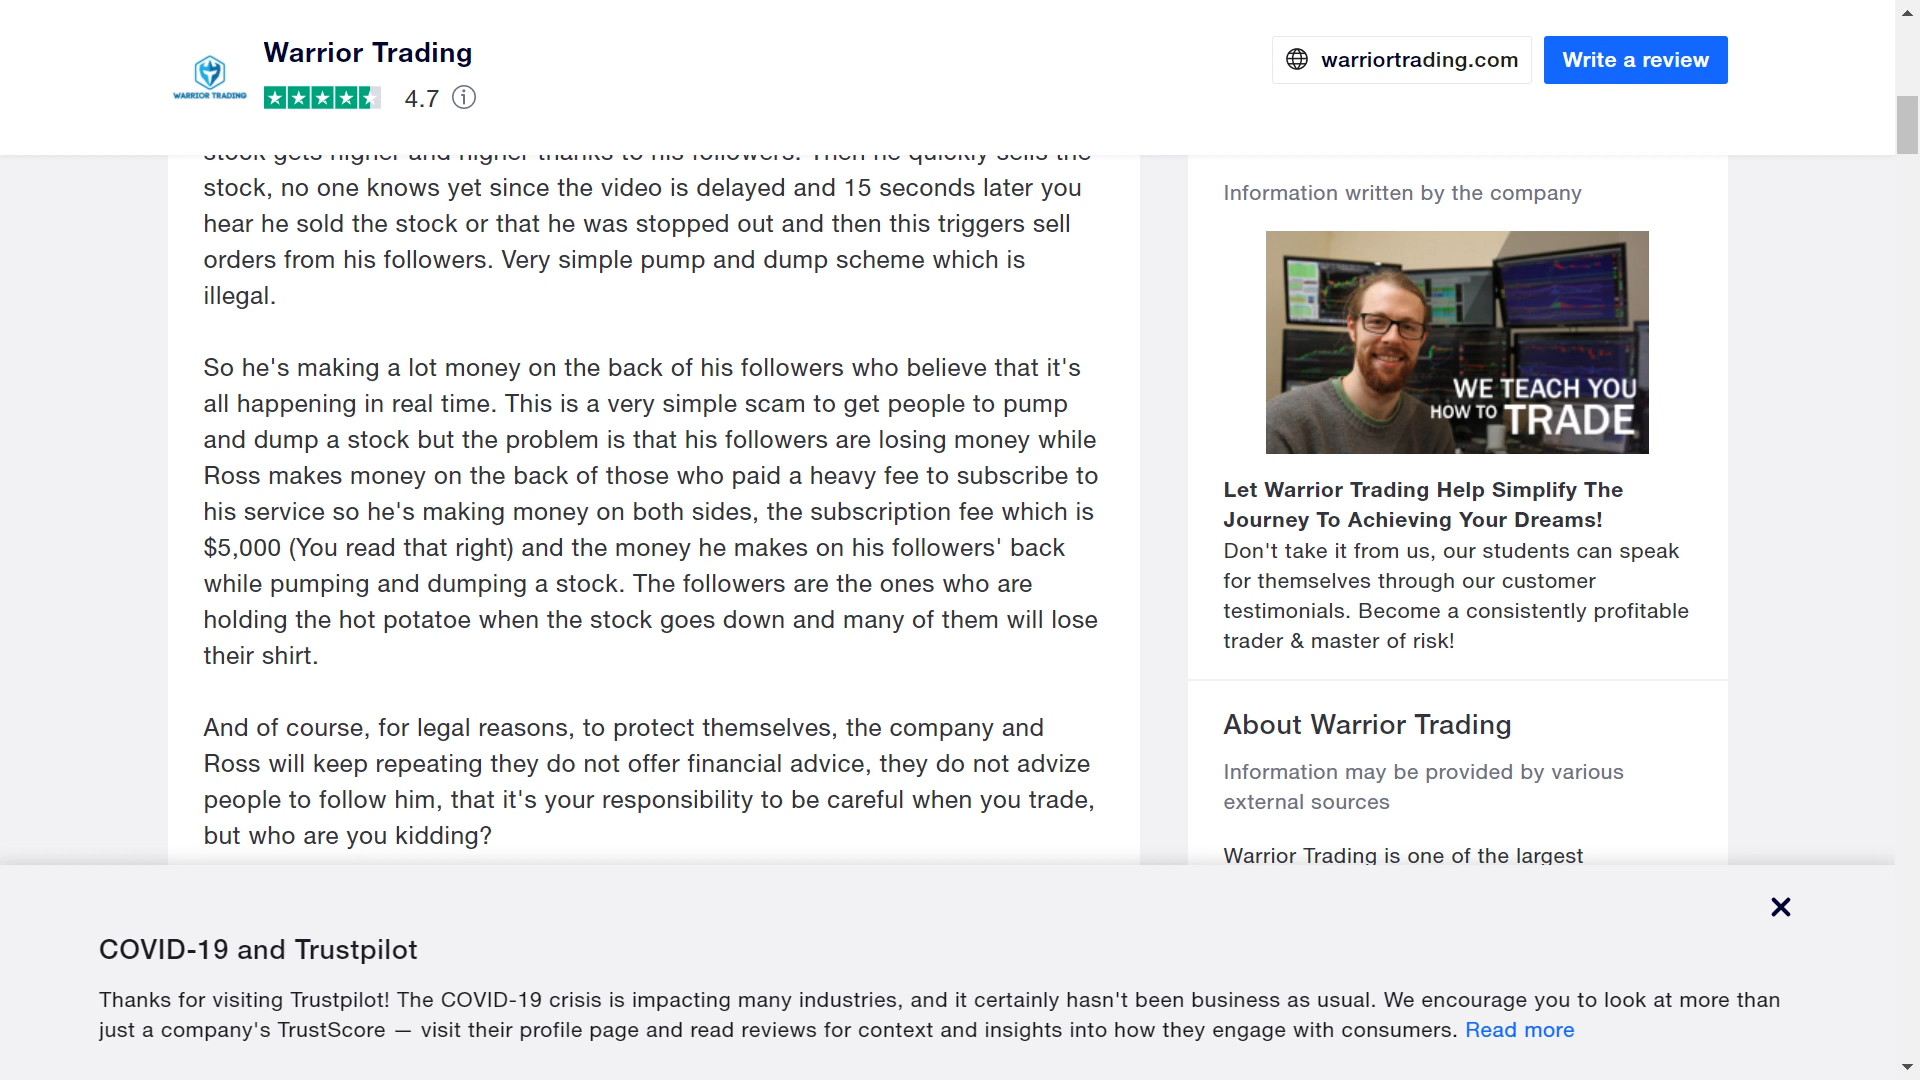 Warrior Trading
WARRIOR TRADING
4.7
warriortrading.com
Write a review
stock gets higher and higher thanks to his followers. Then he quickly sells the
stock, no one knows yet since the video is delayed and 15 seconds later you
hear he sold the stock or that he was stopped out and then this triggers sell
orders from his followers. Very simple pump and dump scheme which is
illegal.
So he's making a lot money on the back of his followers who believe that it's
all happening in real time. This is a very simple scam to get people to pump
and dump a stock but the problem is that his followers are losing money while
Ross makes money on the back of those who paid a heavy fee to subscribe to
his service so he's making money on both sides, the subscription fee which is
$5,000 (You read that right) and the money he makes on his followers' back
while pumping and dumping a stock. The followers are the ones who are
holding the hot potatoe when the stock goes down and many of them will lose
their shirt.
And of course, for legal reasons, to protect themselves, the company and
Ross will keep repeating they do not offer financial advice, they do not advize
people to follow him, that it's your responsibility to be careful when you trade,
but who are you kidding?
Information written by the company
WE TEACH YOU
HOW TO TRADE
Let Warrior Trading Help Simplify The
Journey To Achieving Your Dreams!
Don't take it from us, our students can speak
for themselves through our customer
testimonials. Become a consistently profitable
trader & master of risk!
About Warrior Trading
Information may be provided by various
external sources
Warrior Trading is one of the largest
COVID-19 and Trustpilot
Thanks for visiting Trustpilot! The COVID-19 crisis is impacting many industries, and it certainly hasn't been business as usual. We encourage you to look at more than
just a company's TrustScore — visit their profile page and read reviews for context and insights into how they engage with consumers. Read more